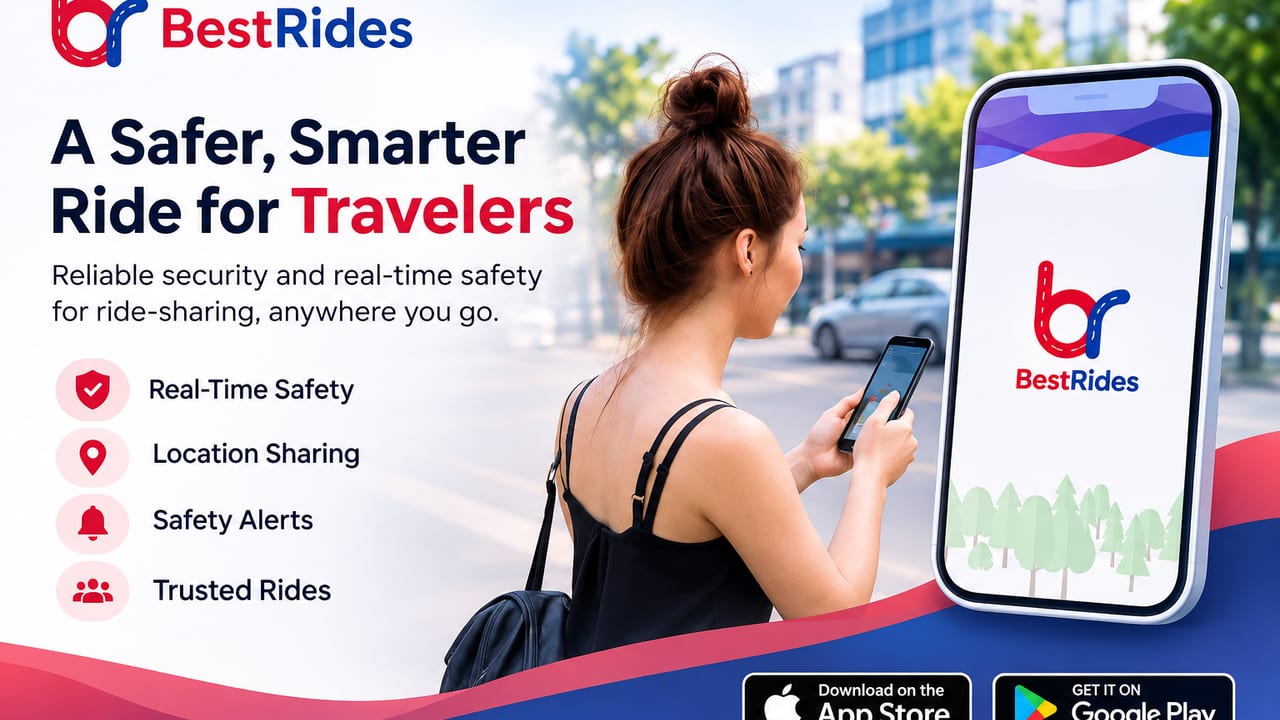 br BestRides
A Safer, Smarter
Ride for Travelers
Reliable security and real-time safety
for ride-sharing, anywhere you go.
Real-Time Safety
Location Sharing
Safety Alerts
Trusted Rides
br
BestRides
Download on the
App Store
GET IT ON
Google Play